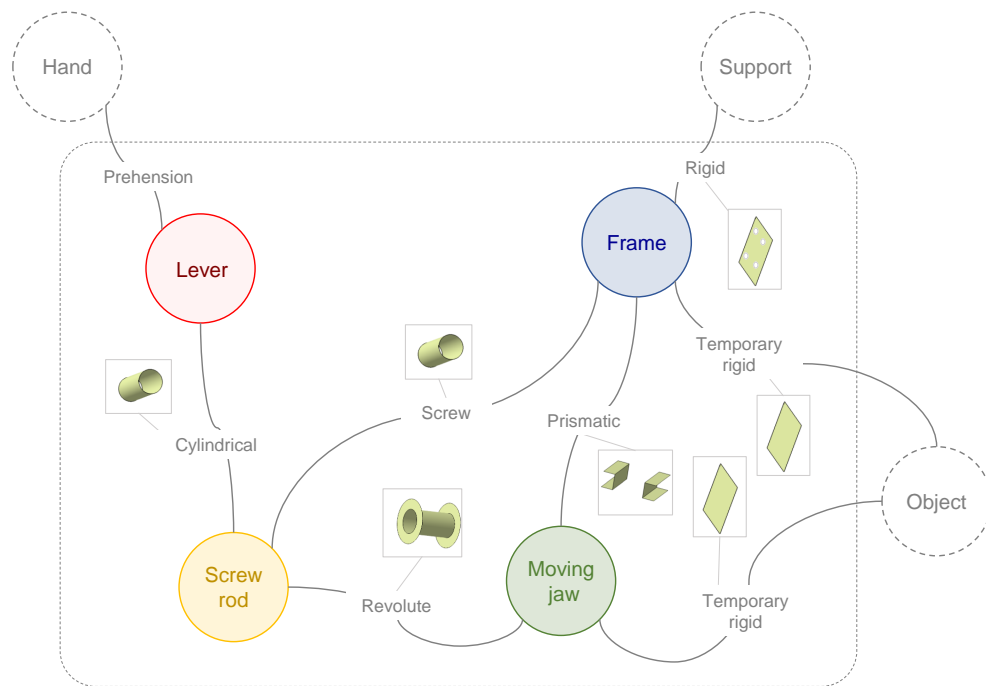 Hand
Support
Prehension
Rigid
Lever
Frame
Temporary
rigid
Screw
Prismatic
Cylindrical
Object
Screw
rod
Moving
jaw
Revolute
Temporary
rigid